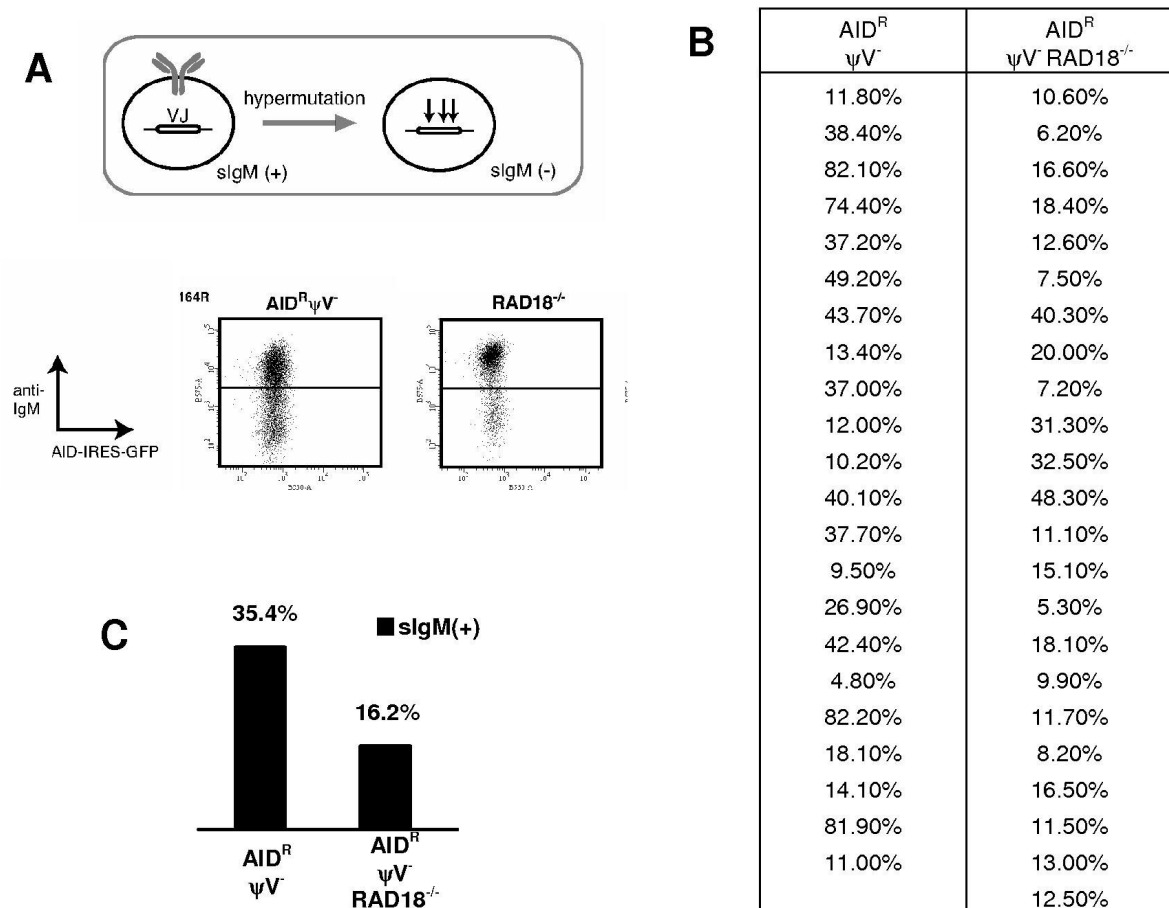 A
VJ
hypermutation
sIgM (+)
sIgM (-)
164R
AIDᴿψV⁻
RAD18⁻/⁻
anti-
IgM
AID-IRES-GFP
10² 10³ 10⁴ 10⁵
B
AIDᴿ AIDᴿ
ψV⁻ ψV⁻ RAD18⁻/⁻
11.80% 10.60%
38.40% 6.20%
82.10% 16.60%
74.40% 18.40%
37.20% 12.60%
49.20% 7.50%
43.70% 40.30%
13.40% 20.00%
37.00% 7.20%
12.00% 31.30%
10.20% 32.50%
40.10% 48.30%
37.70% 11.10%
9.50% 15.10%
26.90% 5.30%
42.40% 18.10%
4.80% 9.90%
82.20% 11.70%
18.10% 8.20%
14.10% 16.50%
81.90% 11.50%
11.00% 13.00%
12.50%
C
35.4%
sIgM(+)
16.2%
AIDᴿ
ψV⁻
AIDᴿ
ψV⁻
RAD18⁻/⁻